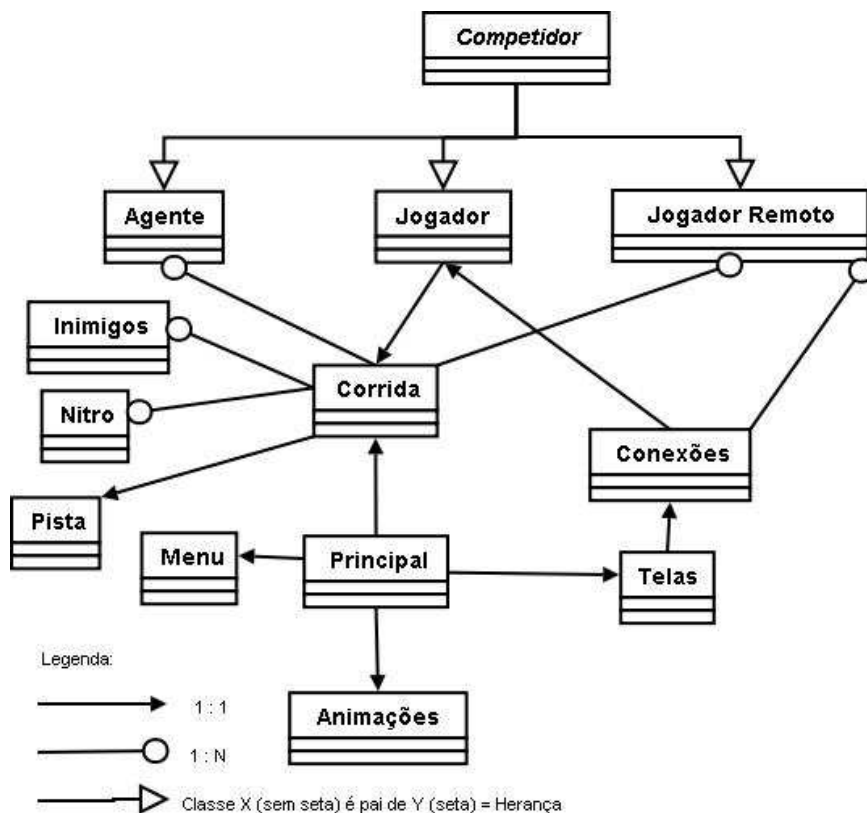 Competidor
Agente
Jogador
Jogador Remoto
Inimigos
Corrida
Nitro
Conexões
Pista
Menu
Principal
Telas
Legenda:
1 : 1
Animações
1 : N
Classe X (sem seta) é pai de Y (seta) = Herança